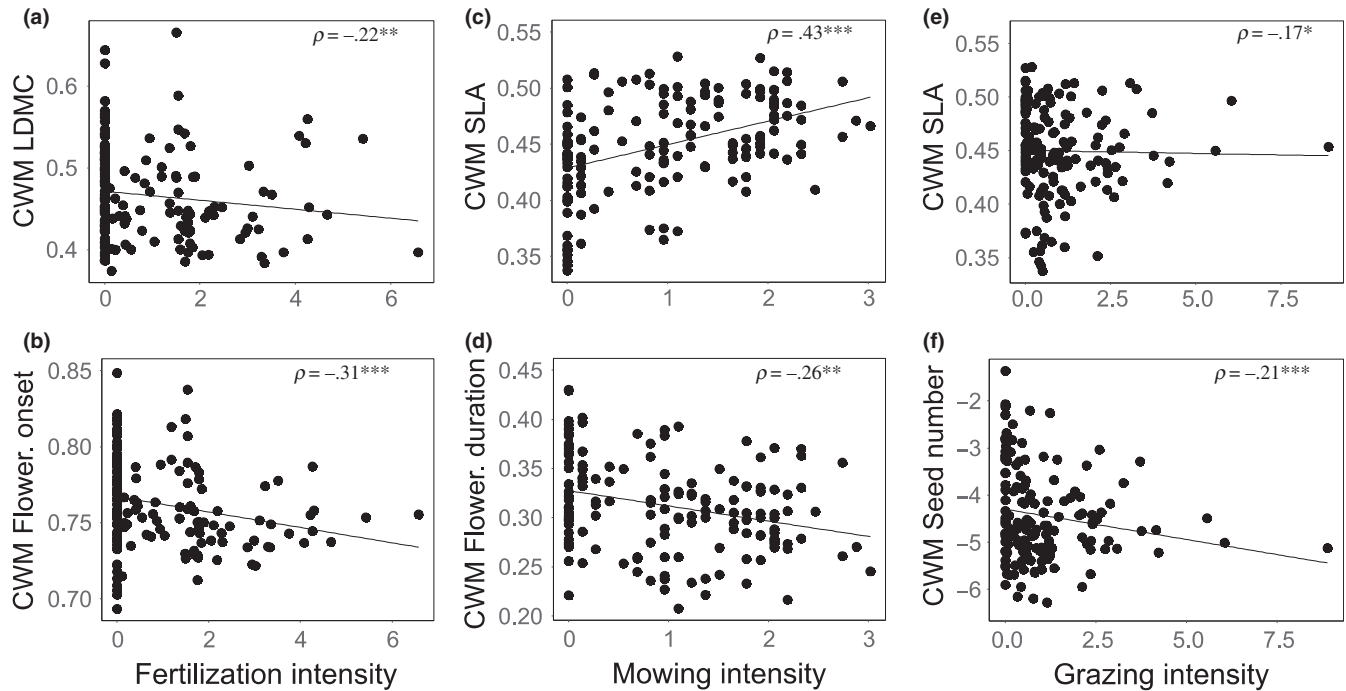 (a)
ρ = –.22**
CWM LDMC
0.6
0.5
0.4
0 2 4 6
(c)
ρ = .43***
CWM SLA
0.55
0.50
0.45
0.40
0.35
0 1 2 3
(e)
ρ = –.17*
CWM SLA
0.55
0.50
0.45
0.40
0.35
0.0 2.5 5.0 7.5
(b)
ρ = –.31***
CWM Flower. onset
0.85
0.80
0.75
0.70
0 2 4 6
Fertilization intensity
(d)
ρ = –.26**
CWM Flower. duration
0.45
0.40
0.35
0.30
0.25
0.20
0 1 2 3
Mowing intensity
(f)
ρ = –.21***
CWM Seed number
–2
–3
–4
–5
–6
0.0 2.5 5.0 7.5
Grazing intensity